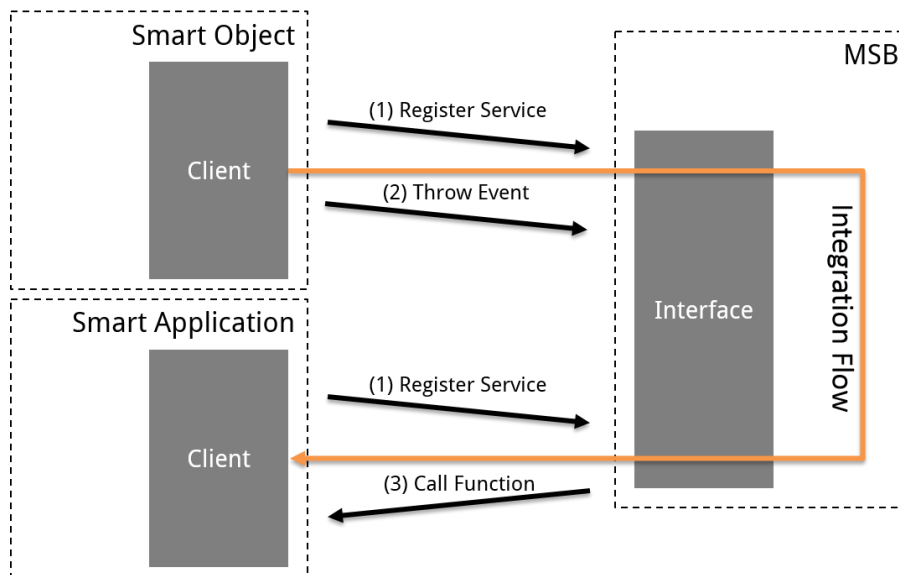 Smart Object
MSB
(1) Register Service
Client
(2) Throw Event
Integration Flow
Interface
Smart Application
(1) Register Service
Client
(3) Call Function